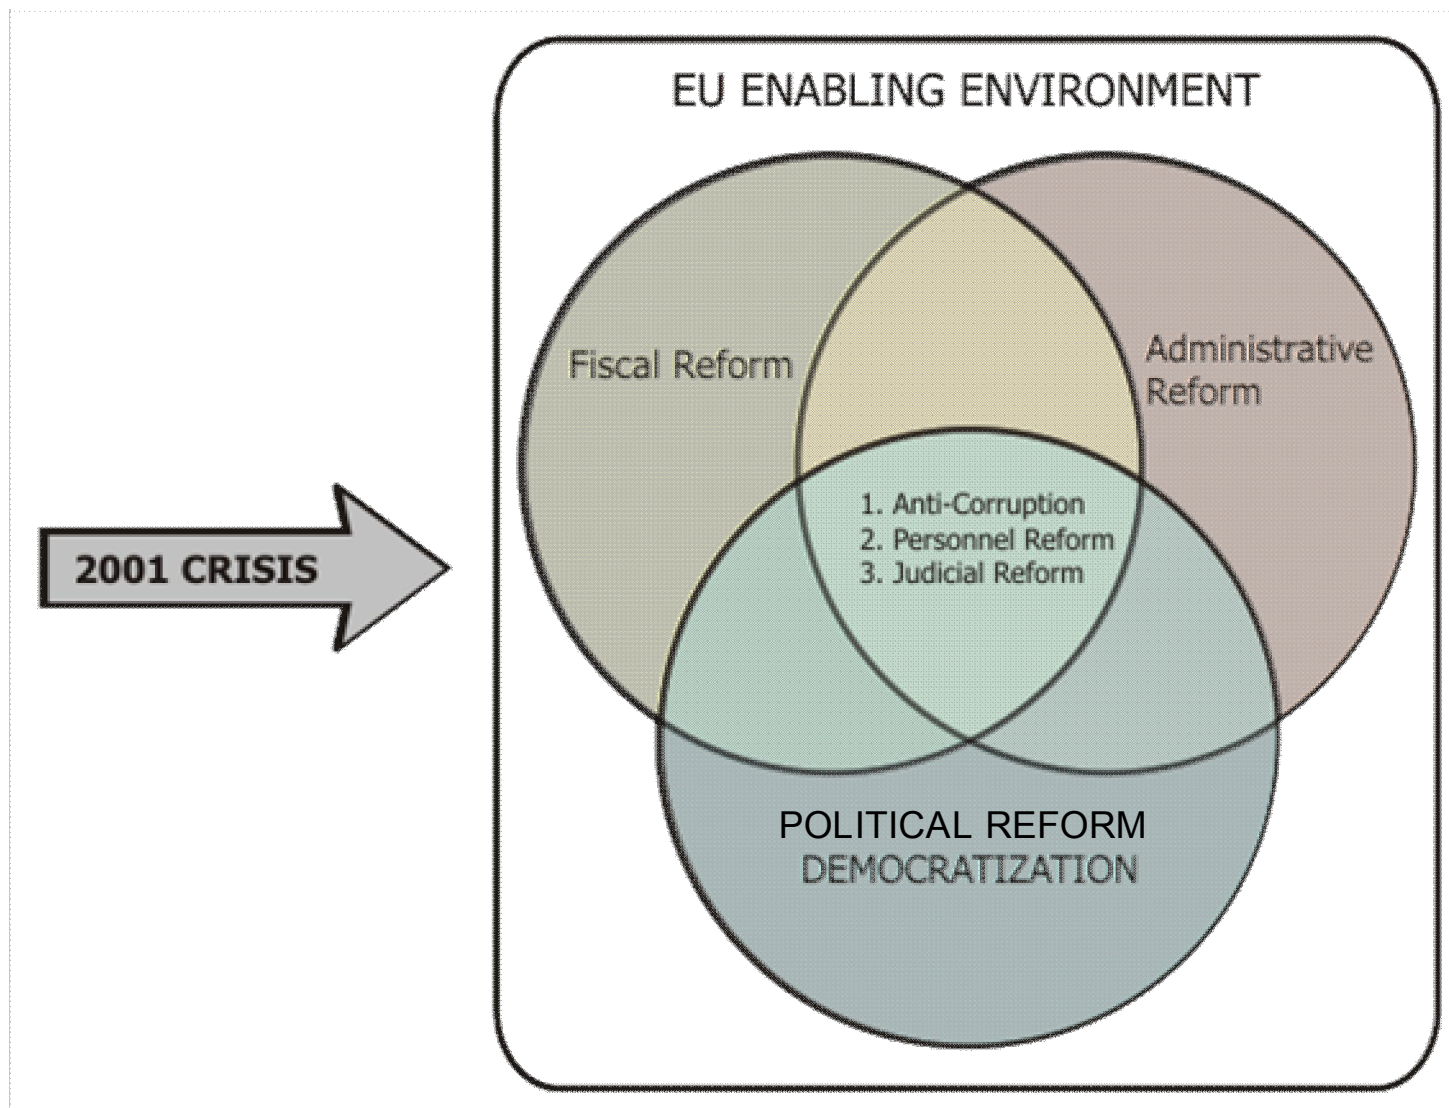 EU ENABLING ENVIRONMENT
Fiscal Reform
Administrative
Reform
1. Anti-Corruption
2. Personnel Reform
3. Judicial Reform
2001 CRISIS
POLITICAL REFORM
DEMOCRATIZATION